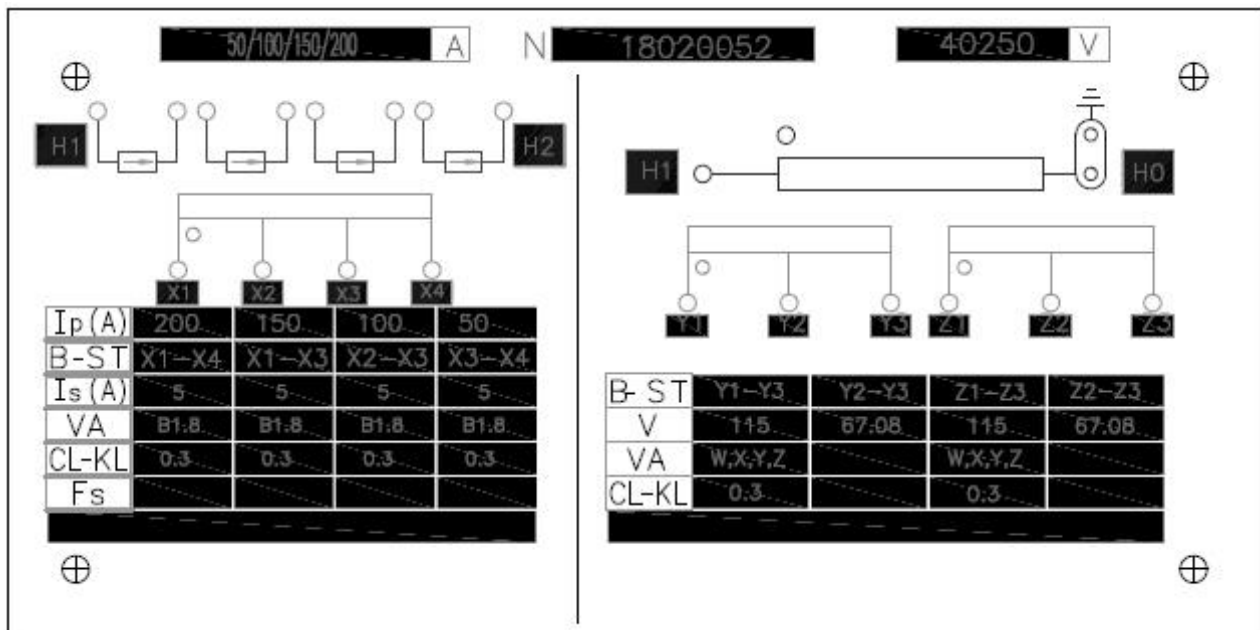 50/100/150/200 A N 18020052 40250 V
H1 H2
H1 H0
X1 X2 X3 X4
Y1 Y2 Y3 Z1 Z2 Z3
Ip(A) 200 150 100 50
B-ST X1-X4 X1-X3 X2-X3 X3-X4
Is(A) 5 5 5 5
VA B1.8 B1.8 B1.8 B1.8
CL-KL 0.3 0.3 0.3 0.3
Fs
B-ST Y1-Y3 Y2-Y3 Z1-Z3 Z2-Z3
V 115 67.08 115 67.08
VA W,X,Y,Z W,X,Y,Z
CL-KL 0.3 0.3